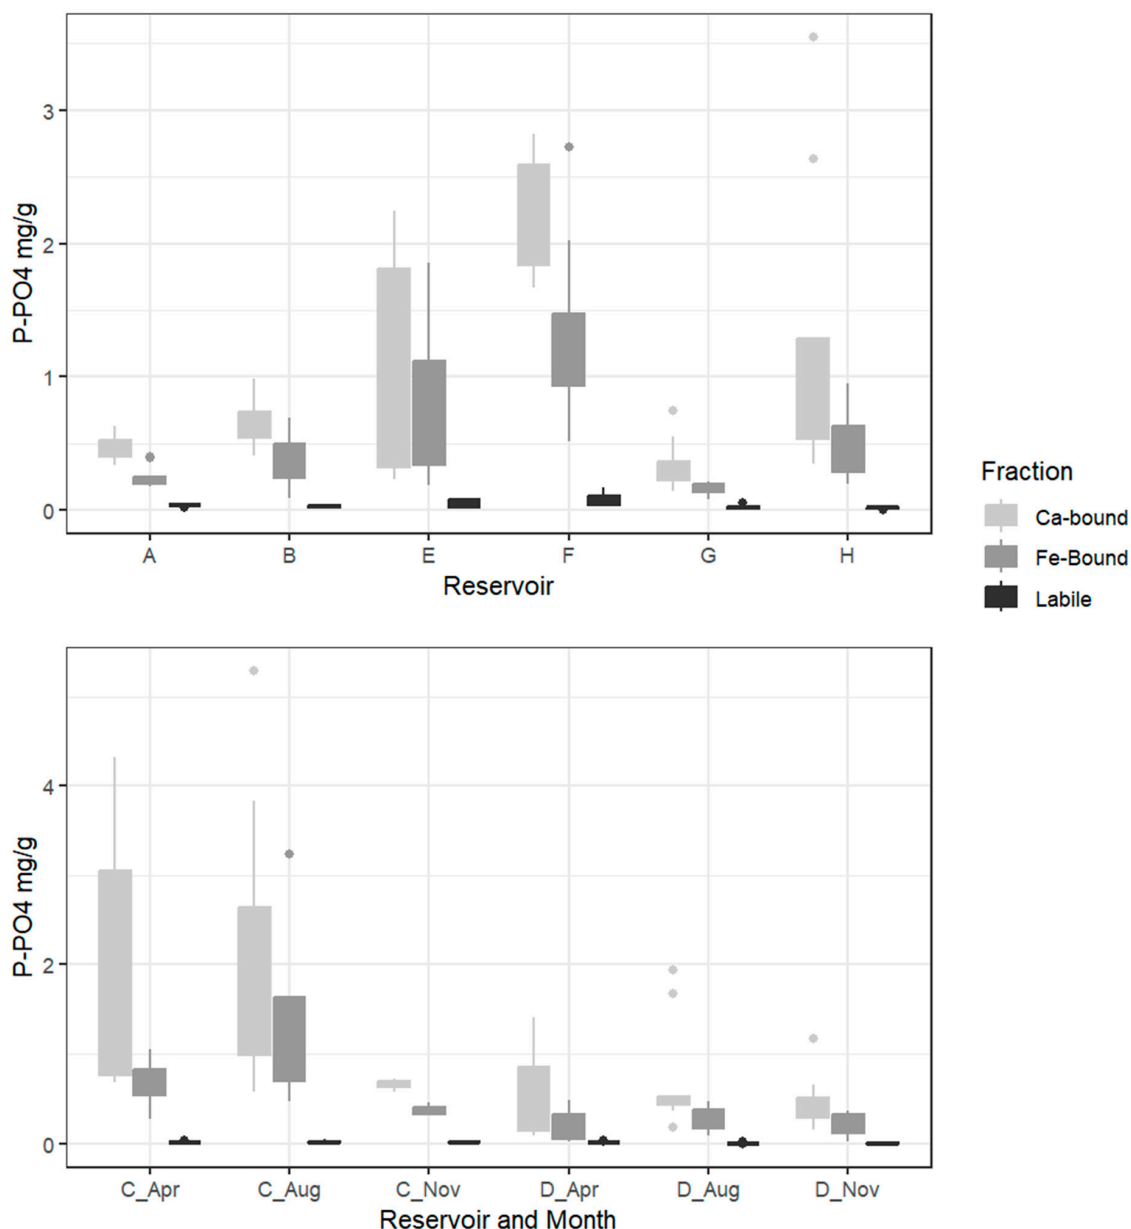 P-PO4 mg/g
3
2
1
0
A B E F G H
Reservoir
Fraction
Ca-bound
Fe-Bound
Labile
P-PO4 mg/g
4
2
0
C_Apr C_Aug C_Nov D_Apr D_Aug D_Nov
Reservoir and Month